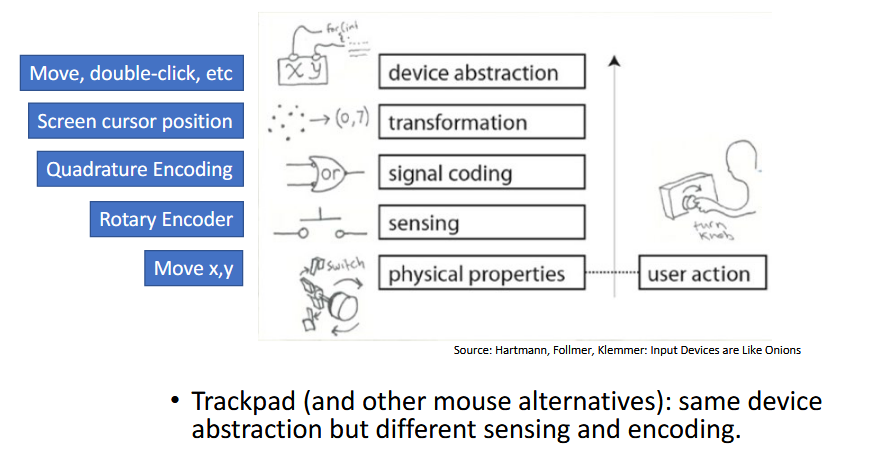 for(int
Move, double-click, etc
X Y
device abstraction
Screen cursor position
→ (0,7)
transformation
Quadrature Encoding
or
signal coding
Rotary Encoder
sensing
turn
knob
Move x,y
switch
physical properties
user action
Source: Hartmann, Follmer, Klemmer: Input Devices are Like Onions
• Trackpad (and other mouse alternatives): same device
abstraction but different sensing and encoding.